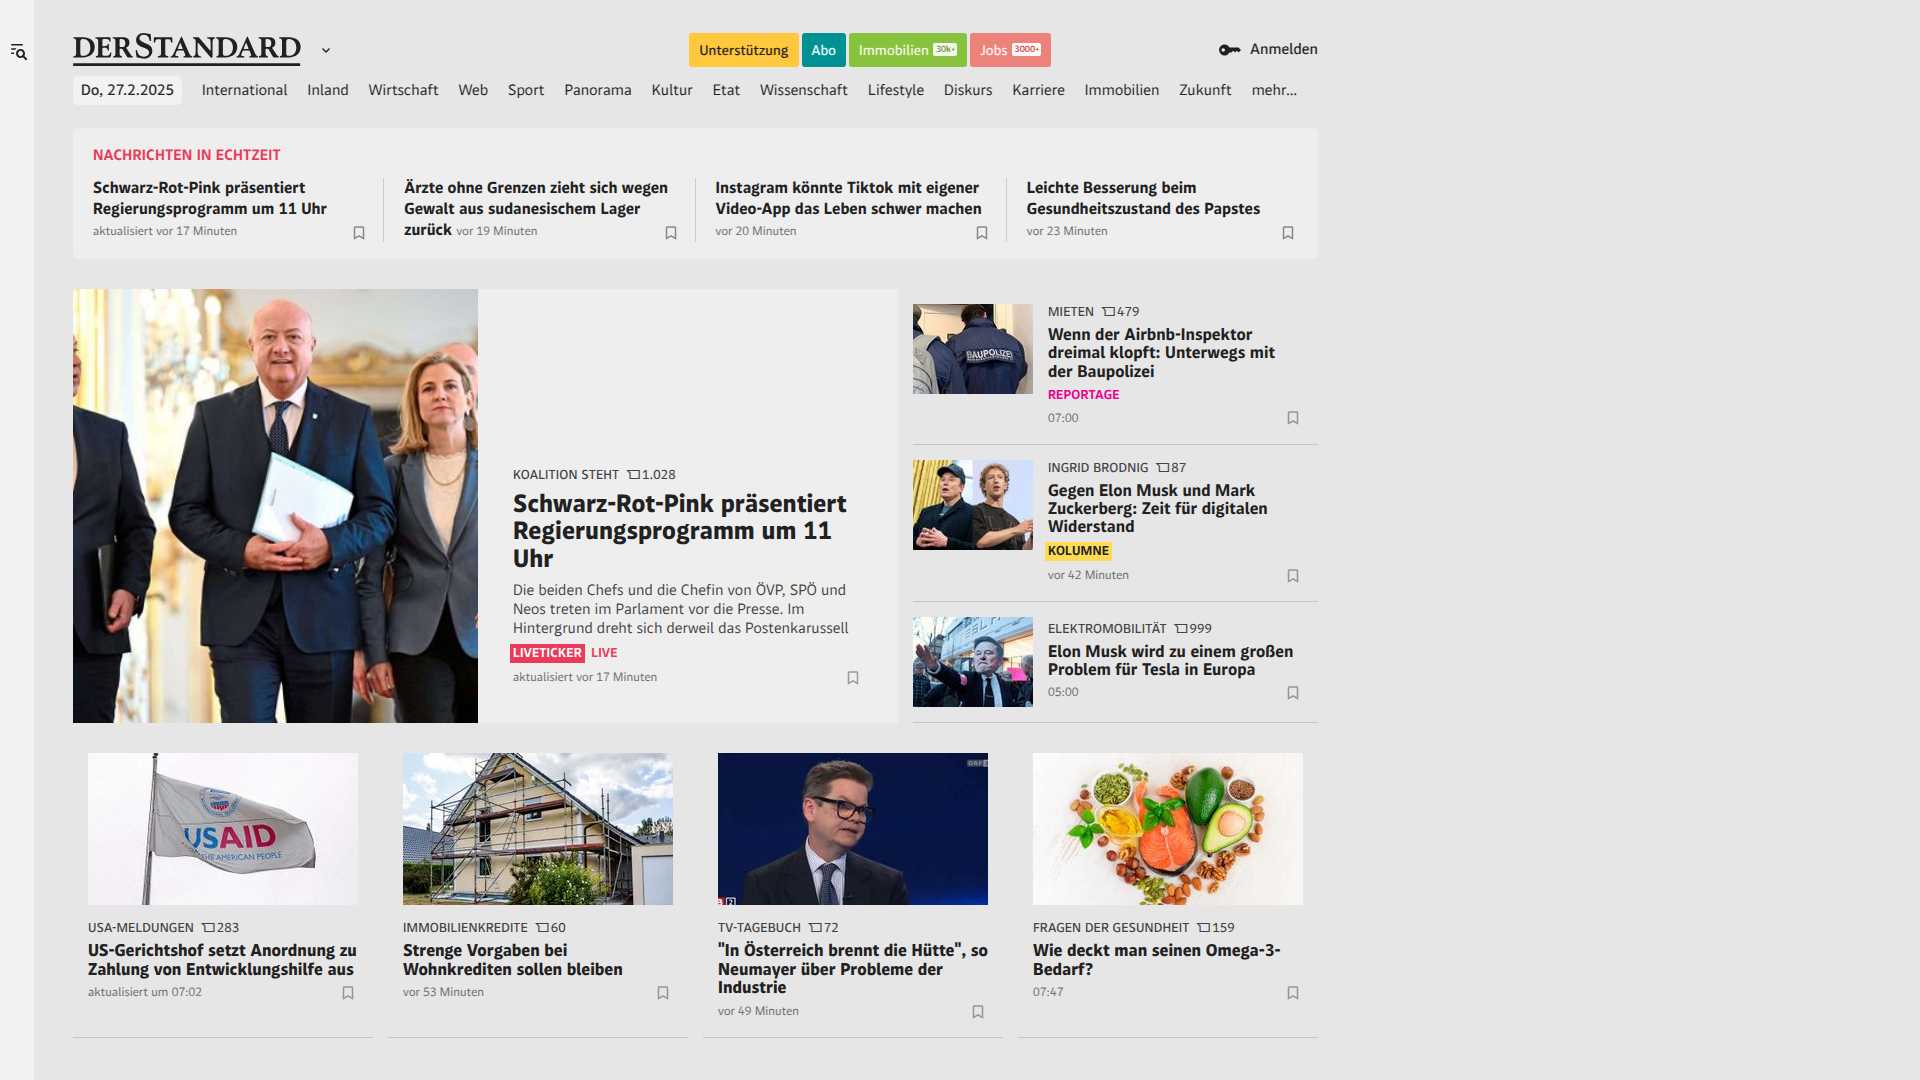 DERSTANDARD
Unterstützung
Abo
Immobilien 30k+
Jobs 3000+
Anmelden
Do, 27.2.2025
International
Inland
Wirtschaft
Web
Sport
Panorama
Kultur
Etat
Wissenschaft
Lifestyle
Diskurs
Karriere
Immobilien
Zukunft
mehr...
NACHRICHTEN IN ECHTZEIT
Schwarz-Rot-Pink präsentiert
Regierungsprogramm um 11 Uhr
aktualisiert vor 17 Minuten
Ärzte ohne Grenzen zieht sich wegen
Gewalt aus sudanesischem Lager
zurück vor 19 Minuten
Instagram könnte Tiktok mit eigener
Video-App das Leben schwer machen
vor 20 Minuten
Leichte Besserung beim
Gesundheitszustand des Papstes
vor 23 Minuten
KOALITION STEHT 1.028
Schwarz-Rot-Pink präsentiert
Regierungsprogramm um 11
Uhr
Die beiden Chefs und die Chefin von ÖVP, SPÖ und
Neos treten im Parlament vor die Presse. Im
Hintergrund dreht sich derweil das Postenkarussell
LIVETICKER LIVE
aktualisiert vor 17 Minuten
BAUPOLIZEI
MIETEN 479
Wenn der Airbnb-Inspektor
dreimal klopft: Unterwegs mit
der Baupolizei
REPORTAGE
07:00
INGRID BRODNIG 87
Gegen Elon Musk und Mark
Zuckerberg: Zeit für digitalen
Widerstand
KOLUMNE
vor 42 Minuten
ELEKTROMOBILITÄT 999
Elon Musk wird zu einem großen
Problem für Tesla in Europa
05:00
USAID
THE AMERICAN PEOPLE
USA-MELDUNGEN 283
US-Gerichtshof setzt Anordnung zu
Zahlung von Entwicklungshilfe aus
aktualisiert um 07:02
IMMOBILIENKREDITE 60
Strenge Vorgaben bei
Wohnkrediten sollen bleiben
vor 53 Minuten
ORF
2
TV-TAGEBUCH 72
"In Österreich brennt die Hütte", so
Neumayer über Probleme der
Industrie
vor 49 Minuten
FRAGEN DER GESUNDHEIT 159
Wie deckt man seinen Omega-3-
Bedarf?
07:47